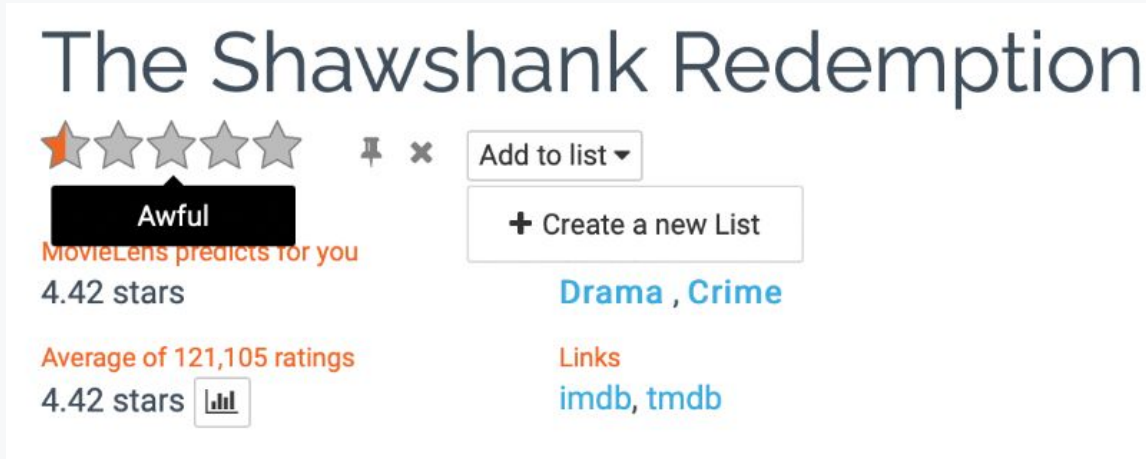 The Shawshank Redemption
Add to list
Awful
+ Create a new List
MovieLens predicts for you
4.42 stars
Drama , Crime
Average of 121,105 ratings
Links
4.42 stars
imdb, tmdb